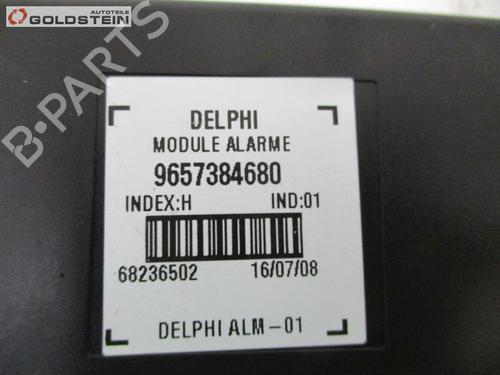 AUTOTEILE
GOLDSTEIN
B-PARTS
DELPHI
MODULE ALARME
9657384680
INDEX:H IND:01
68236502 16/07/08
DELPHI ALM-01